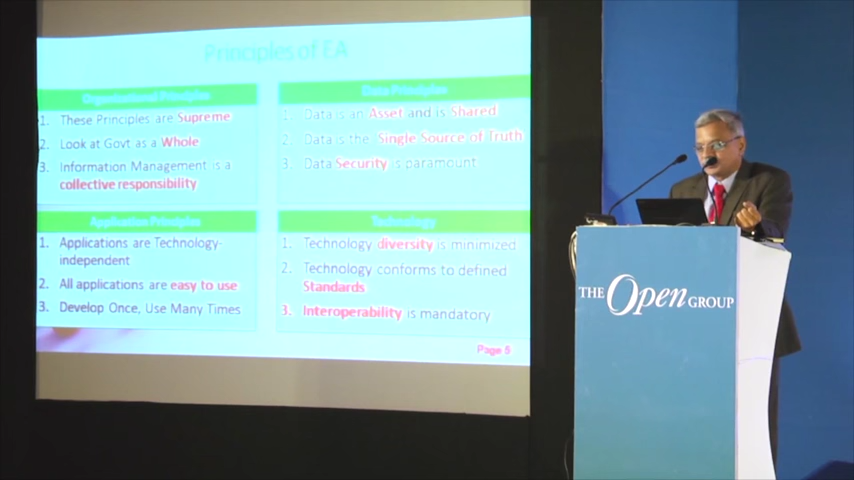 Principles of EA
Organizational Principles
1. These Principles are Supreme
2. Look at Govt as a Whole
3. Information Management is a
collective responsibility
Data Principles
1. Data is an Asset and is Shared
2. Data is the Single Source of Truth
3. Data Security is paramount
Application Principles
1. Applications are Technology-
independent
2. All applications are easy to use
3. Develop Once, Use Many Times
Technology
1. Technology diversity is minimized
2. Technology conforms to defined
Standards
3. Interoperability is mandatory
Page 5
THE Open GROUP